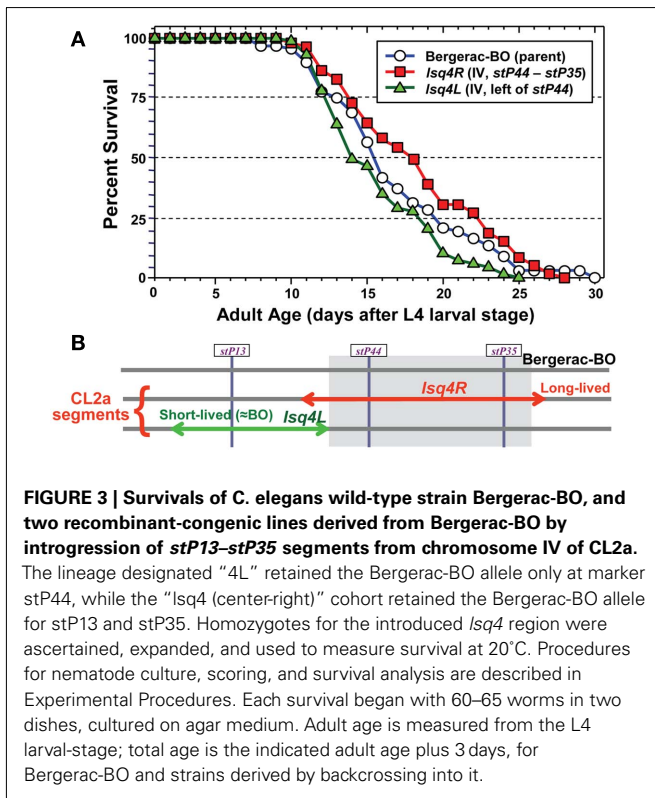 A
100
75
50
25
0
Percent Survival
Bergerac-BO (parent)
lsq4R (IV, stP44 – stP35)
lsq4L (IV, left of stP44)
0 5 10 15 20 25 30
Adult Age (days after L4 larval stage)
B
stP13 stP44 stP35
Bergerac-BO
CL2a segments
lsq4R Long-lived
Short-lived (≈BO) lsq4L
FIGURE 3 | Survivals of C. elegans wild-type strain Bergerac-BO, and
two recombinant-congenic lines derived from Bergerac-BO by
introgression of stP13–stP35 segments from chromosome IV of CL2a.
The lineage designated “4L” retained the Bergerac-BO allele only at marker
stP44, while the “lsq4 (center-right)” cohort retained the Bergerac-BO allele
for stP13 and stP35. Homozygotes for the introduced lsq4 region were
ascertained, expanded, and used to measure survival at 20˚C. Procedures
for nematode culture, scoring, and survival analysis are described in
Experimental Procedures. Each survival began with 60–65 worms in two
dishes, cultured on agar medium. Adult age is measured from the L4
larval-stage; total age is the indicated adult age plus 3 days, for
Bergerac-BO and strains derived by backcrossing into it.